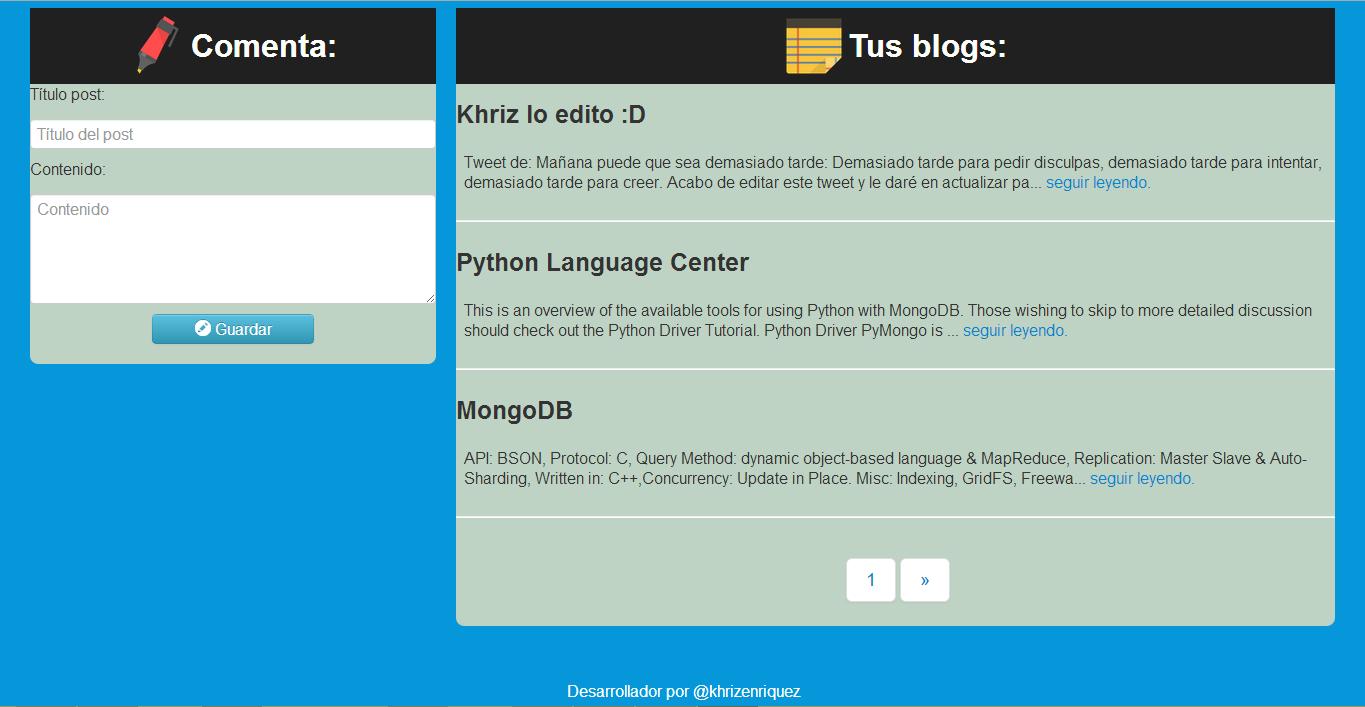 Comenta:
Título post:
Título del post
Contenido:
Contenido
Guardar
Tus blogs:
Khriz lo edito :D
Tweet de: Mañana puede que sea demasiado tarde: Demasiado tarde para pedir disculpas, demasiado tarde para intentar,
demasiado tarde para creer. Acabo de editar este tweet y le daré en actualizar pa... seguir leyendo.
Python Language Center
This is an overview of the available tools for using Python with MongoDB. Those wishing to skip to more detailed discussion
should check out the Python Driver Tutorial. Python Driver PyMongo is ... seguir leyendo.
MongoDB
API: BSON, Protocol: C, Query Method: dynamic object-based language & MapReduce, Replication: Master Slave & Auto-
Sharding, Written in: C++,Concurrency: Update in Place. Misc: Indexing, GridFS, Freewa... seguir leyendo.
1 »
Desarrollador por @khrizenriquez